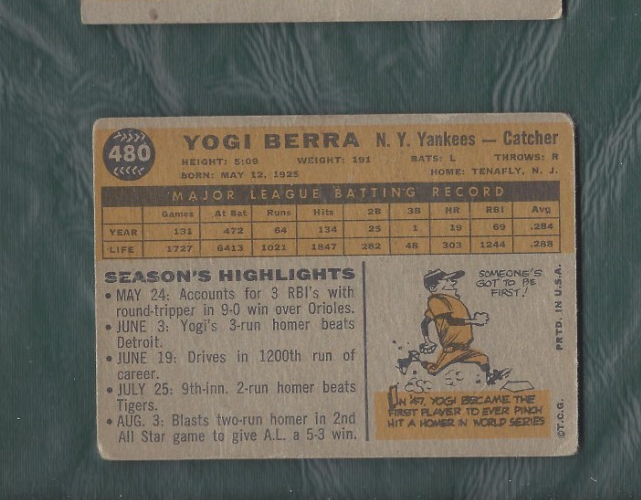 480
YOGI BERRA N. Y. Yankees — Catcher
HEIGHT: 5:09 WEIGHT: 191 BATS: L THROWS: R
BORN: MAY 12, 1925 HOME: TENAFLY, N. J.
MAJOR LEAGUE BATTING RECORD
Games At Bat Runs Hits 2B 3B HR RBI Avg
YEAR 131 472 64 134 25 1 19 69 .284
LIFE 1727 6413 1021 1847 282 48 303 1244 .288
SEASON'S HIGHLIGHTS
• MAY 24: Accounts for 3 RBI's with
round-tripper in 9-0 win over Orioles.
• JUNE 3: Yogi's 3-run homer beats
Detroit.
• JUNE 19: Drives in 1200th run of
career.
• JULY 25: 9th-inn. 2-run homer beats
Tigers.
• AUG. 3: Blasts two-run homer in 2nd
All Star game to give A.L. a 5-3 win.
SOMEONE'S
GOT TO BE
FIRST!
IN '47, YOGI BECAME THE
FIRST PLAYER TO EVER PINCH
HIT A HOMER IN WORLD SERIES
©T.C.G. PRTD. IN U.S.A.